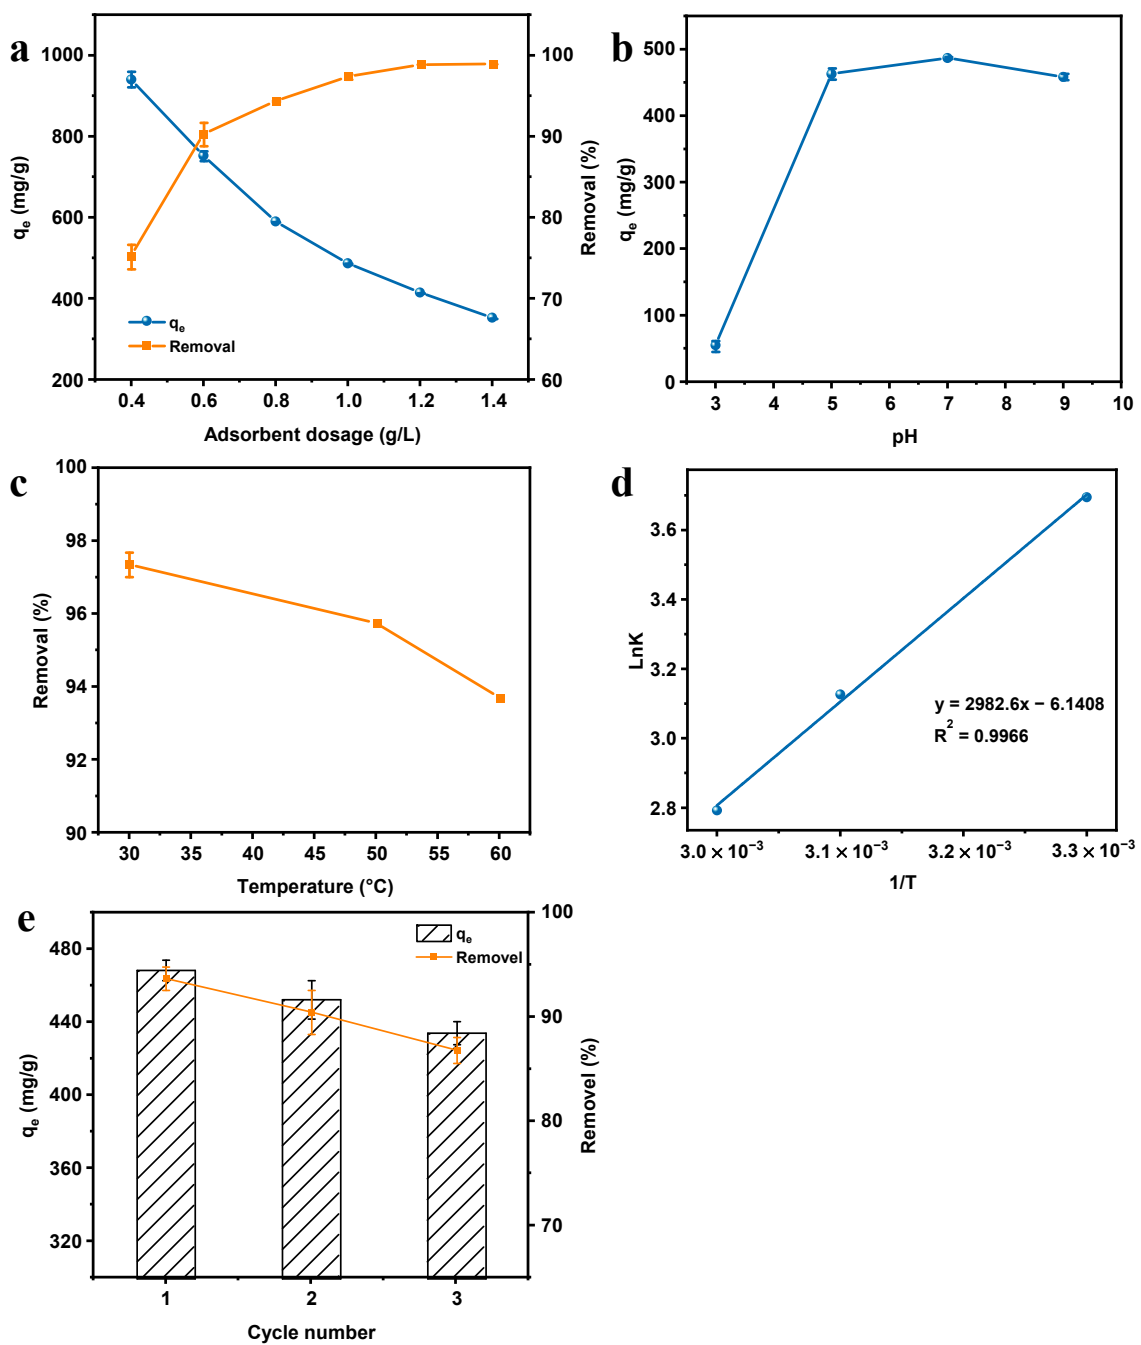 a
1000
800
600
400
200
qe (mg/g)
100
90
80
70
60
Removal (%)
qe
Removal
0.4 0.6 0.8 1.0 1.2 1.4
Adsorbent dosage (g/L)
b
500
400
300
200
100
0
qe (mg/g)
3 4 5 6 7 8 9 10
pH
c
100
98
96
94
92
90
Removal (%)
30 35 40 45 50 55 60
Temperature (°C)
d
3.6
3.4
3.2
3.0
2.8
LnK
y = 2982.6x − 6.1408
R² = 0.9966
3.0 × 10⁻³ 3.1 × 10⁻³ 3.2 × 10⁻³ 3.3 × 10⁻³
1/T
e
480
440
400
360
320
qe (mg/g)
100
90
80
70
Removel (%)
qe
Removel
1 2 3
Cycle number